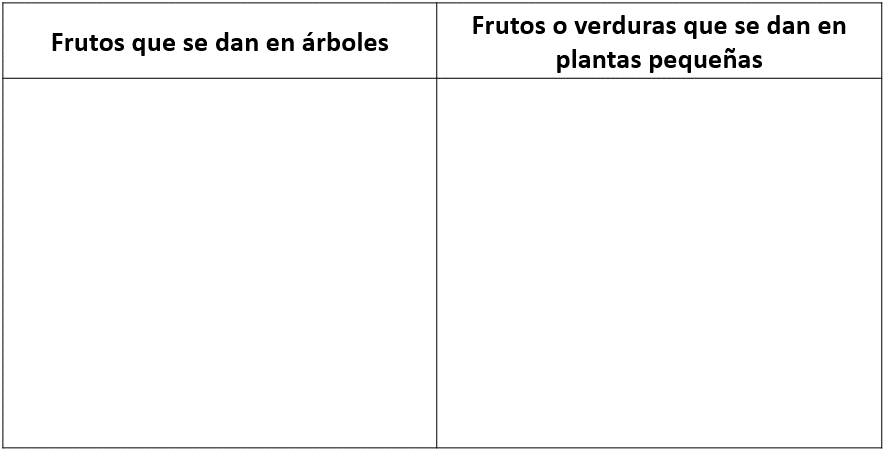 Frutos que se dan en árboles
Frutos o verduras que se dan en
plantas pequeñas